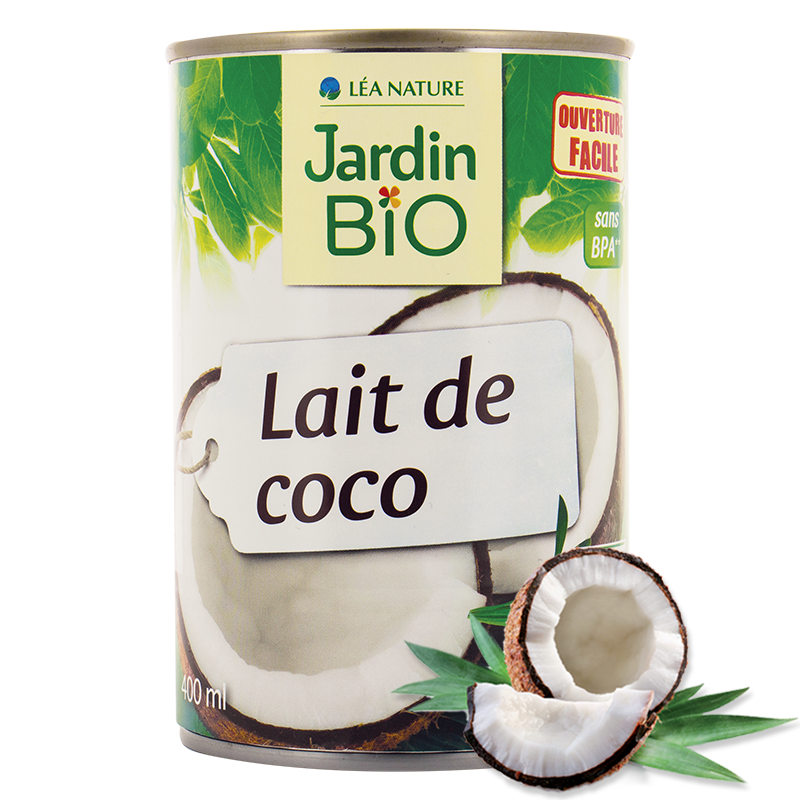 LÉA NATURE
Jardin
BiO
OUVERTURE
FACILE
sans
BPA**
Lait de
coco
400 ml